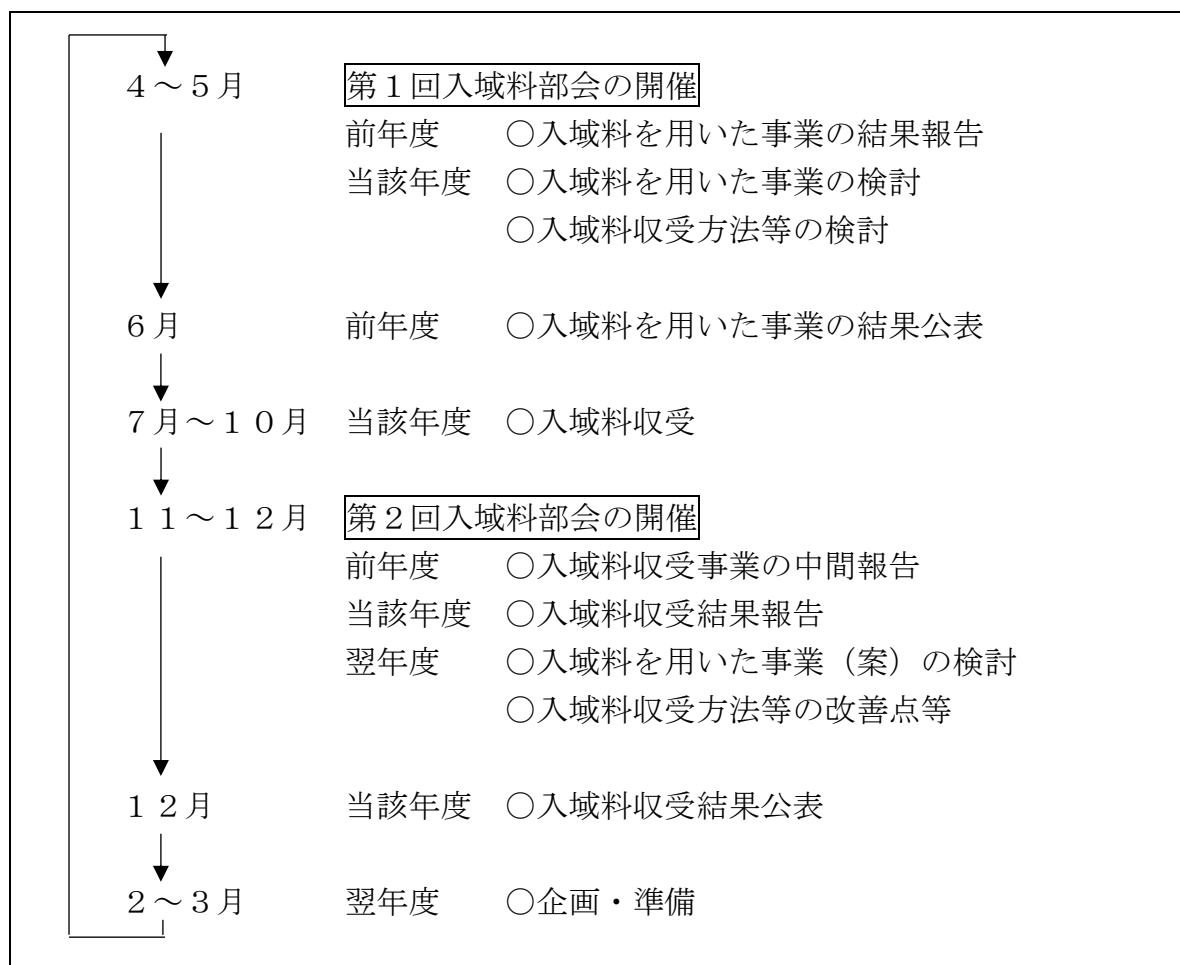 ４～５月　第１回入域料部会の開催
前年度　○入域料を用いた事業の結果報告
当該年度　○入域料を用いた事業の検討
○入域料収受方法等の検討
６月　前年度　○入域料を用いた事業の結果公表
７月～１０月　当該年度　○入域料収受
１１～１２月　第２回入域料部会の開催
前年度　○入域料収受事業の中間報告
当該年度　○入域料収受結果報告
翌年度　○入域料を用いた事業（案）の検討
○入域料収受方法等の改善点等
１２月　当該年度　○入域料収受結果公表
２～３月　翌年度　○企画・準備